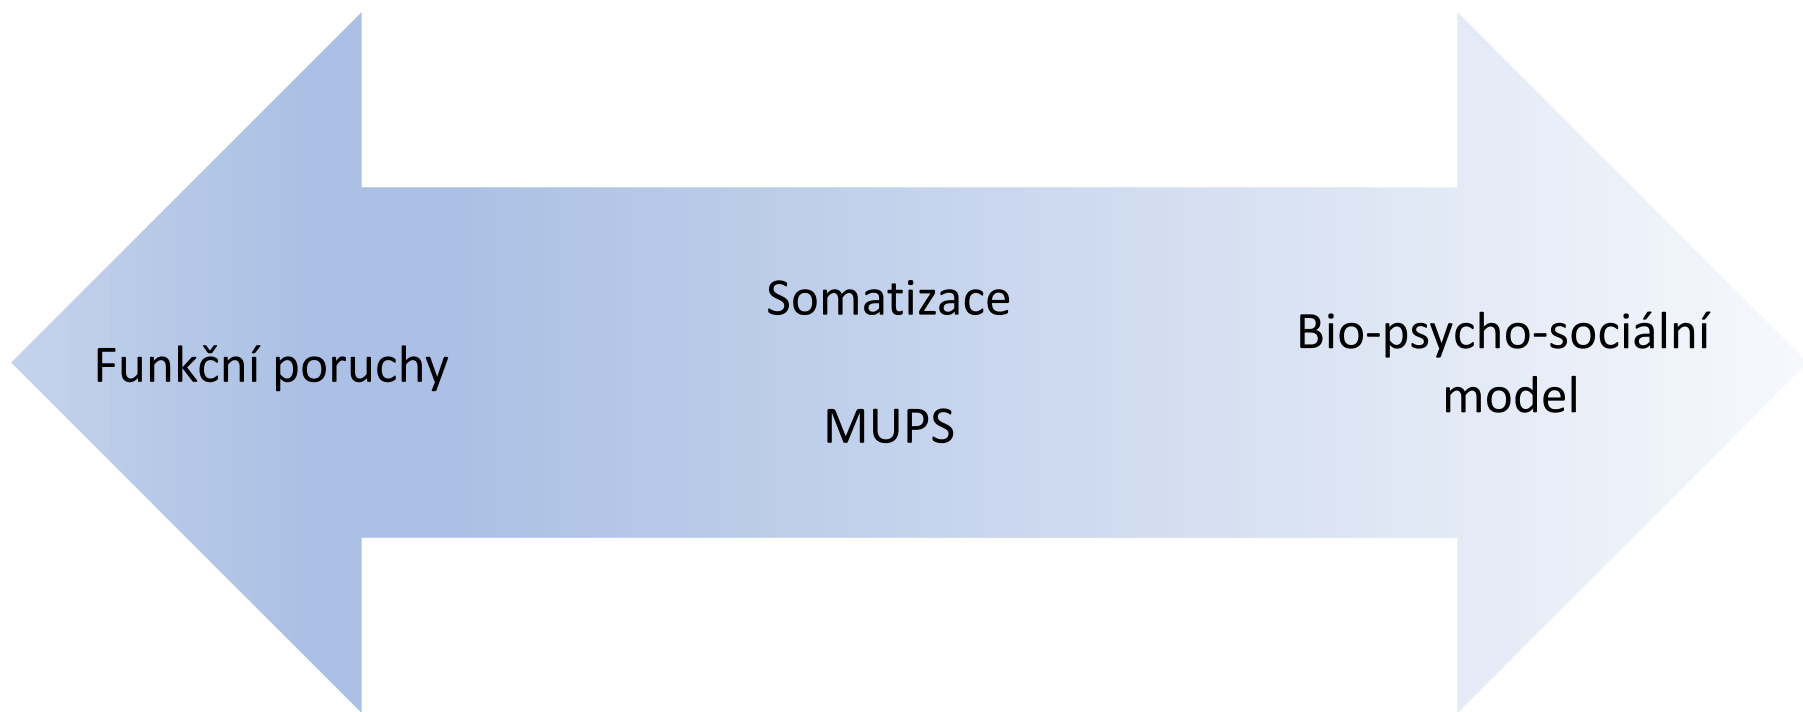 Funkční poruchy
Somatizace
MUPS
Bio-psycho-sociální
model